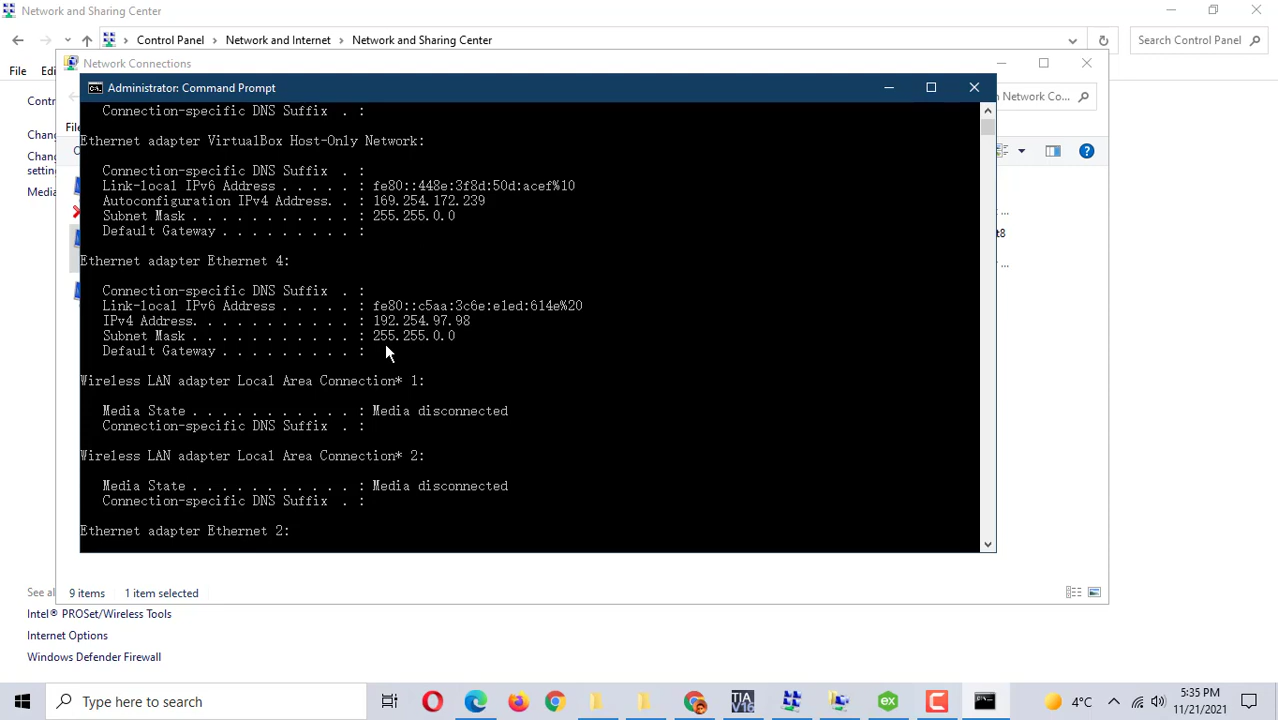 Network and Sharing Center
Control Panel
Network and Internet
Network and Sharing Center
Search Control Panel
File
Network Connections
Administrator: Command Prompt
Connection-specific DNS Suffix . :
Ethernet adapter VirtualBox Host-Only Network:
Connection-specific DNS Suffix . :
Link-local IPv6 Address . . . . . : fe80::448e:3f8d:50d:acef%10
Autoconfiguration IPv4 Address. . : 169.254.172.239
Subnet Mask . . . . . . . . . . . : 255.255.0.0
Default Gateway . . . . . . . . . :
Ethernet adapter Ethernet 4:
Connection-specific DNS Suffix . :
Link-local IPv6 Address . . . . . : fe80::c5aa:3c6e:e1ed:614e%20
IPv4 Address. . . . . . . . . . . : 192.254.97.98
Subnet Mask . . . . . . . . . . . : 255.255.0.0
Default Gateway . . . . . . . . . :
Wireless LAN adapter Local Area Connection* 1:
Media State . . . . . . . . . . . : Media disconnected
Connection-specific DNS Suffix . :
Wireless LAN adapter Local Area Connection* 2:
Media State . . . . . . . . . . . : Media disconnected
Connection-specific DNS Suffix . :
Ethernet adapter Ethernet 2:
9 items 1 item selected
Intel® PROSet/Wireless Tools
Internet Options
Windows Defender Firewall
Type here to search
TIA V16
ex
4°C
5:35 PM
11/21/2021